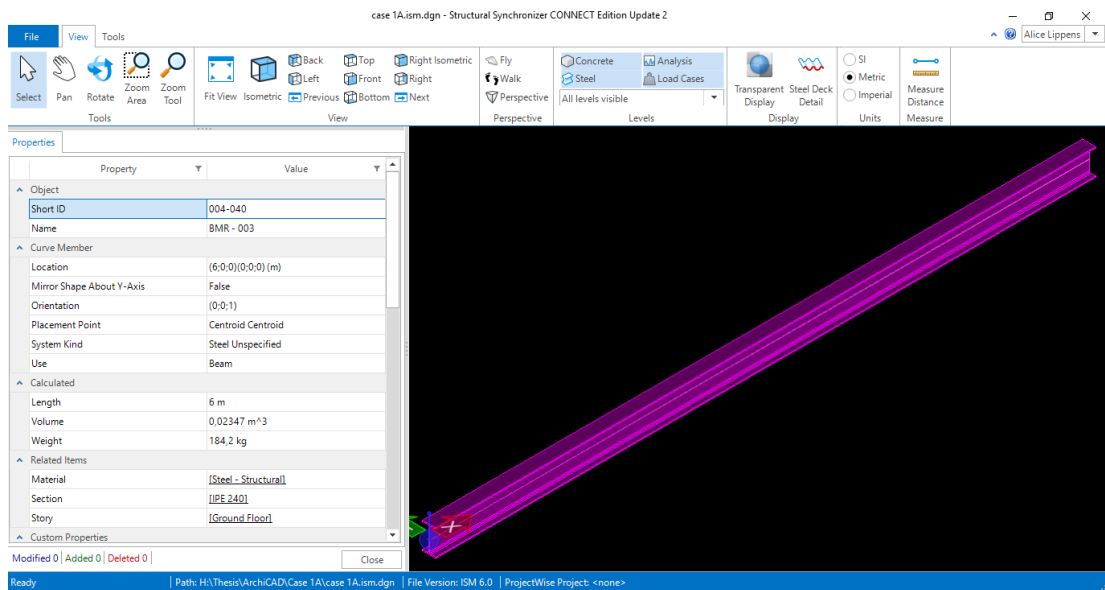 case 1A.ism.dgn - Structural Synchronizer CONNECT Edition Update 2
File View Tools
Alice Lippens
Select
Pan
Rotate
Zoom Area
Zoom Tool
Tools
Fit View
Isometric
Back
Left
Previous
Top
Front
Bottom
Right Isometric
Right
Next
View
Fly
Walk
Perspective
Perspective
Concrete
Steel
Analysis
Load Cases
All levels visible
Levels
Transparent Display
Steel Deck Detail
Display
SI
Metric
Imperial
Units
Measure Distance
Measure
Properties
Property Value
Object
Short ID 004-040
Name BMR - 003
Curve Member
Location (6;0;0)(0;0;0) (m)
Mirror Shape About Y-Axis False
Orientation (0;0;1)
Placement Point Centroid Centroid
System Kind Steel Unspecified
Use Beam
Calculated
Length 6 m
Volume 0,02347 m^3
Weight 184,2 kg
Related Items
Material [Steel - Structural]
Section [IPE 240]
Story [Ground Floor]
Custom Properties
Modified 0 Added 0 Deleted 0
Close
X
Ready Path: H:\Thesis\ArchiCAD\Case 1A\case 1A.ism.dgn File Version: ISM 6.0 ProjectWise Project: <none>